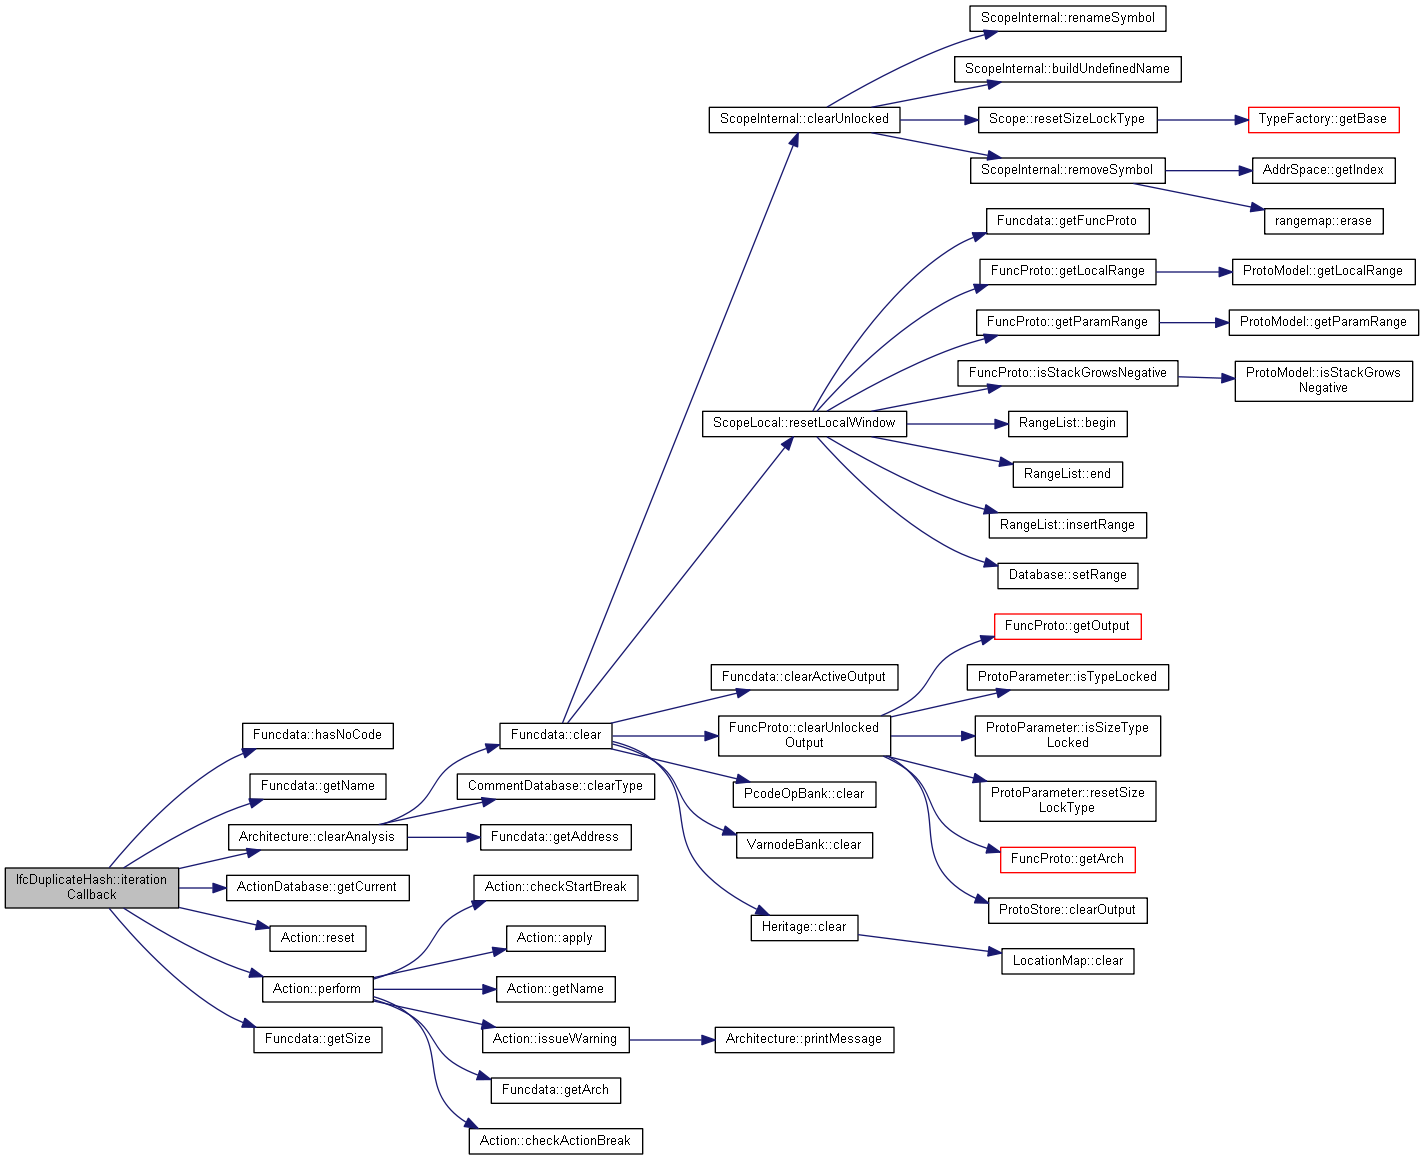 ScopeInternal::renameSymbol
ScopeInternal::buildUndefinedName
ScopeInternal::clearUnlocked
Scope::resetSizeLockType
TypeFactory::getBase
ScopeInternal::removeSymbol
AddrSpace::getIndex
rangemap::erase
Funcdata::getFuncProto
FuncProto::getLocalRange
ProtoModel::getLocalRange
FuncProto::getParamRange
ProtoModel::getParamRange
FuncProto::isStackGrowsNegative
ProtoModel::isStackGrows
Negative
ScopeLocal::resetLocalWindow
RangeList::begin
RangeList::end
RangeList::insertRange
Database::setRange
FuncProto::getOutput
Funcdata::clearActiveOutput
ProtoParameter::isTypeLocked
Funcdata::hasNoCode
Funcdata::clear
FuncProto::clearUnlocked
Output
ProtoParameter::isSizeType
Locked
Funcdata::getName
CommentDatabase::clearType
PcodeOpBank::clear
ProtoParameter::resetSize
LockType
Architecture::clearAnalysis
Funcdata::getAddress
VarnodeBank::clear
FuncProto::getArch
IfcDuplicateHash::iteration
Callback
ActionDatabase::getCurrent
Action::checkStartBreak
Heritage::clear
ProtoStore::clearOutput
Action::reset
Action::apply
LocationMap::clear
Action::perform
Action::getName
Funcdata::getSize
Action::issueWarning
Architecture::printMessage
Funcdata::getArch
Action::checkActionBreak